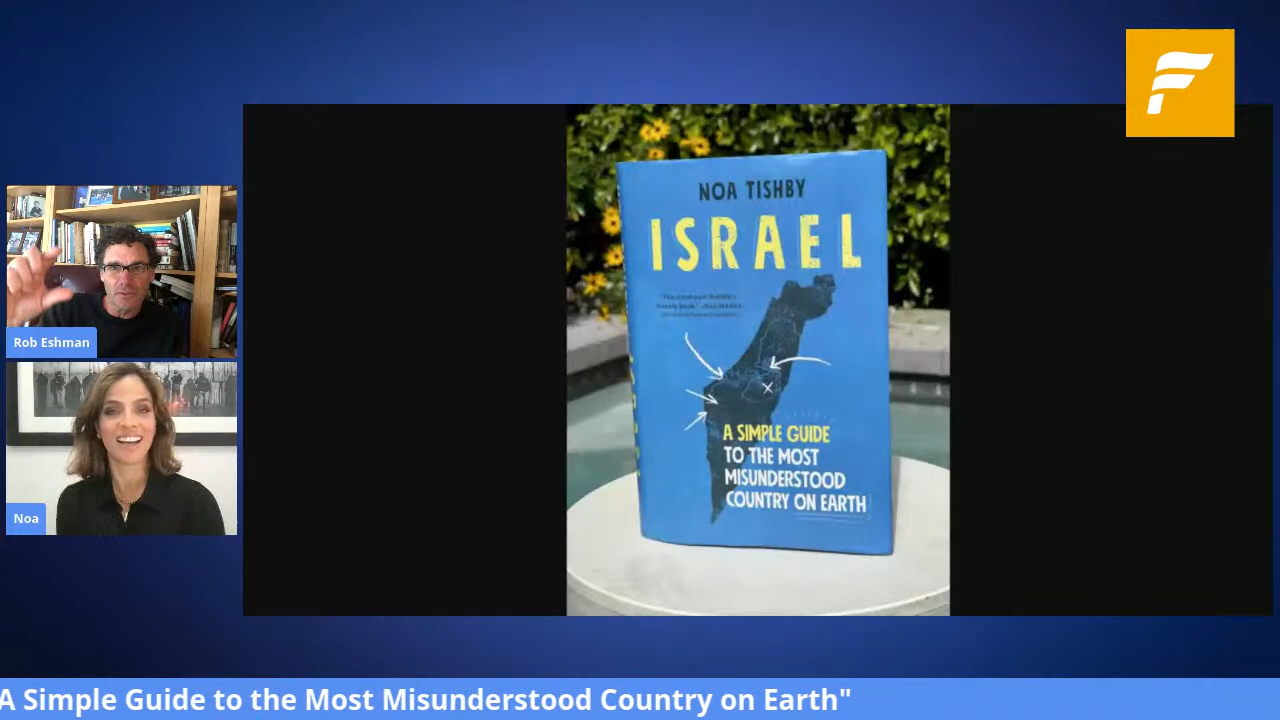 NOA TISHBY
ISRAEL
A SIMPLE GUIDE
TO THE MOST
MISUNDERSTOOD
COUNTRY ON EARTH
Rob Eshman
Noa
A Simple Guide to the Most Misunderstood Country on Earth"